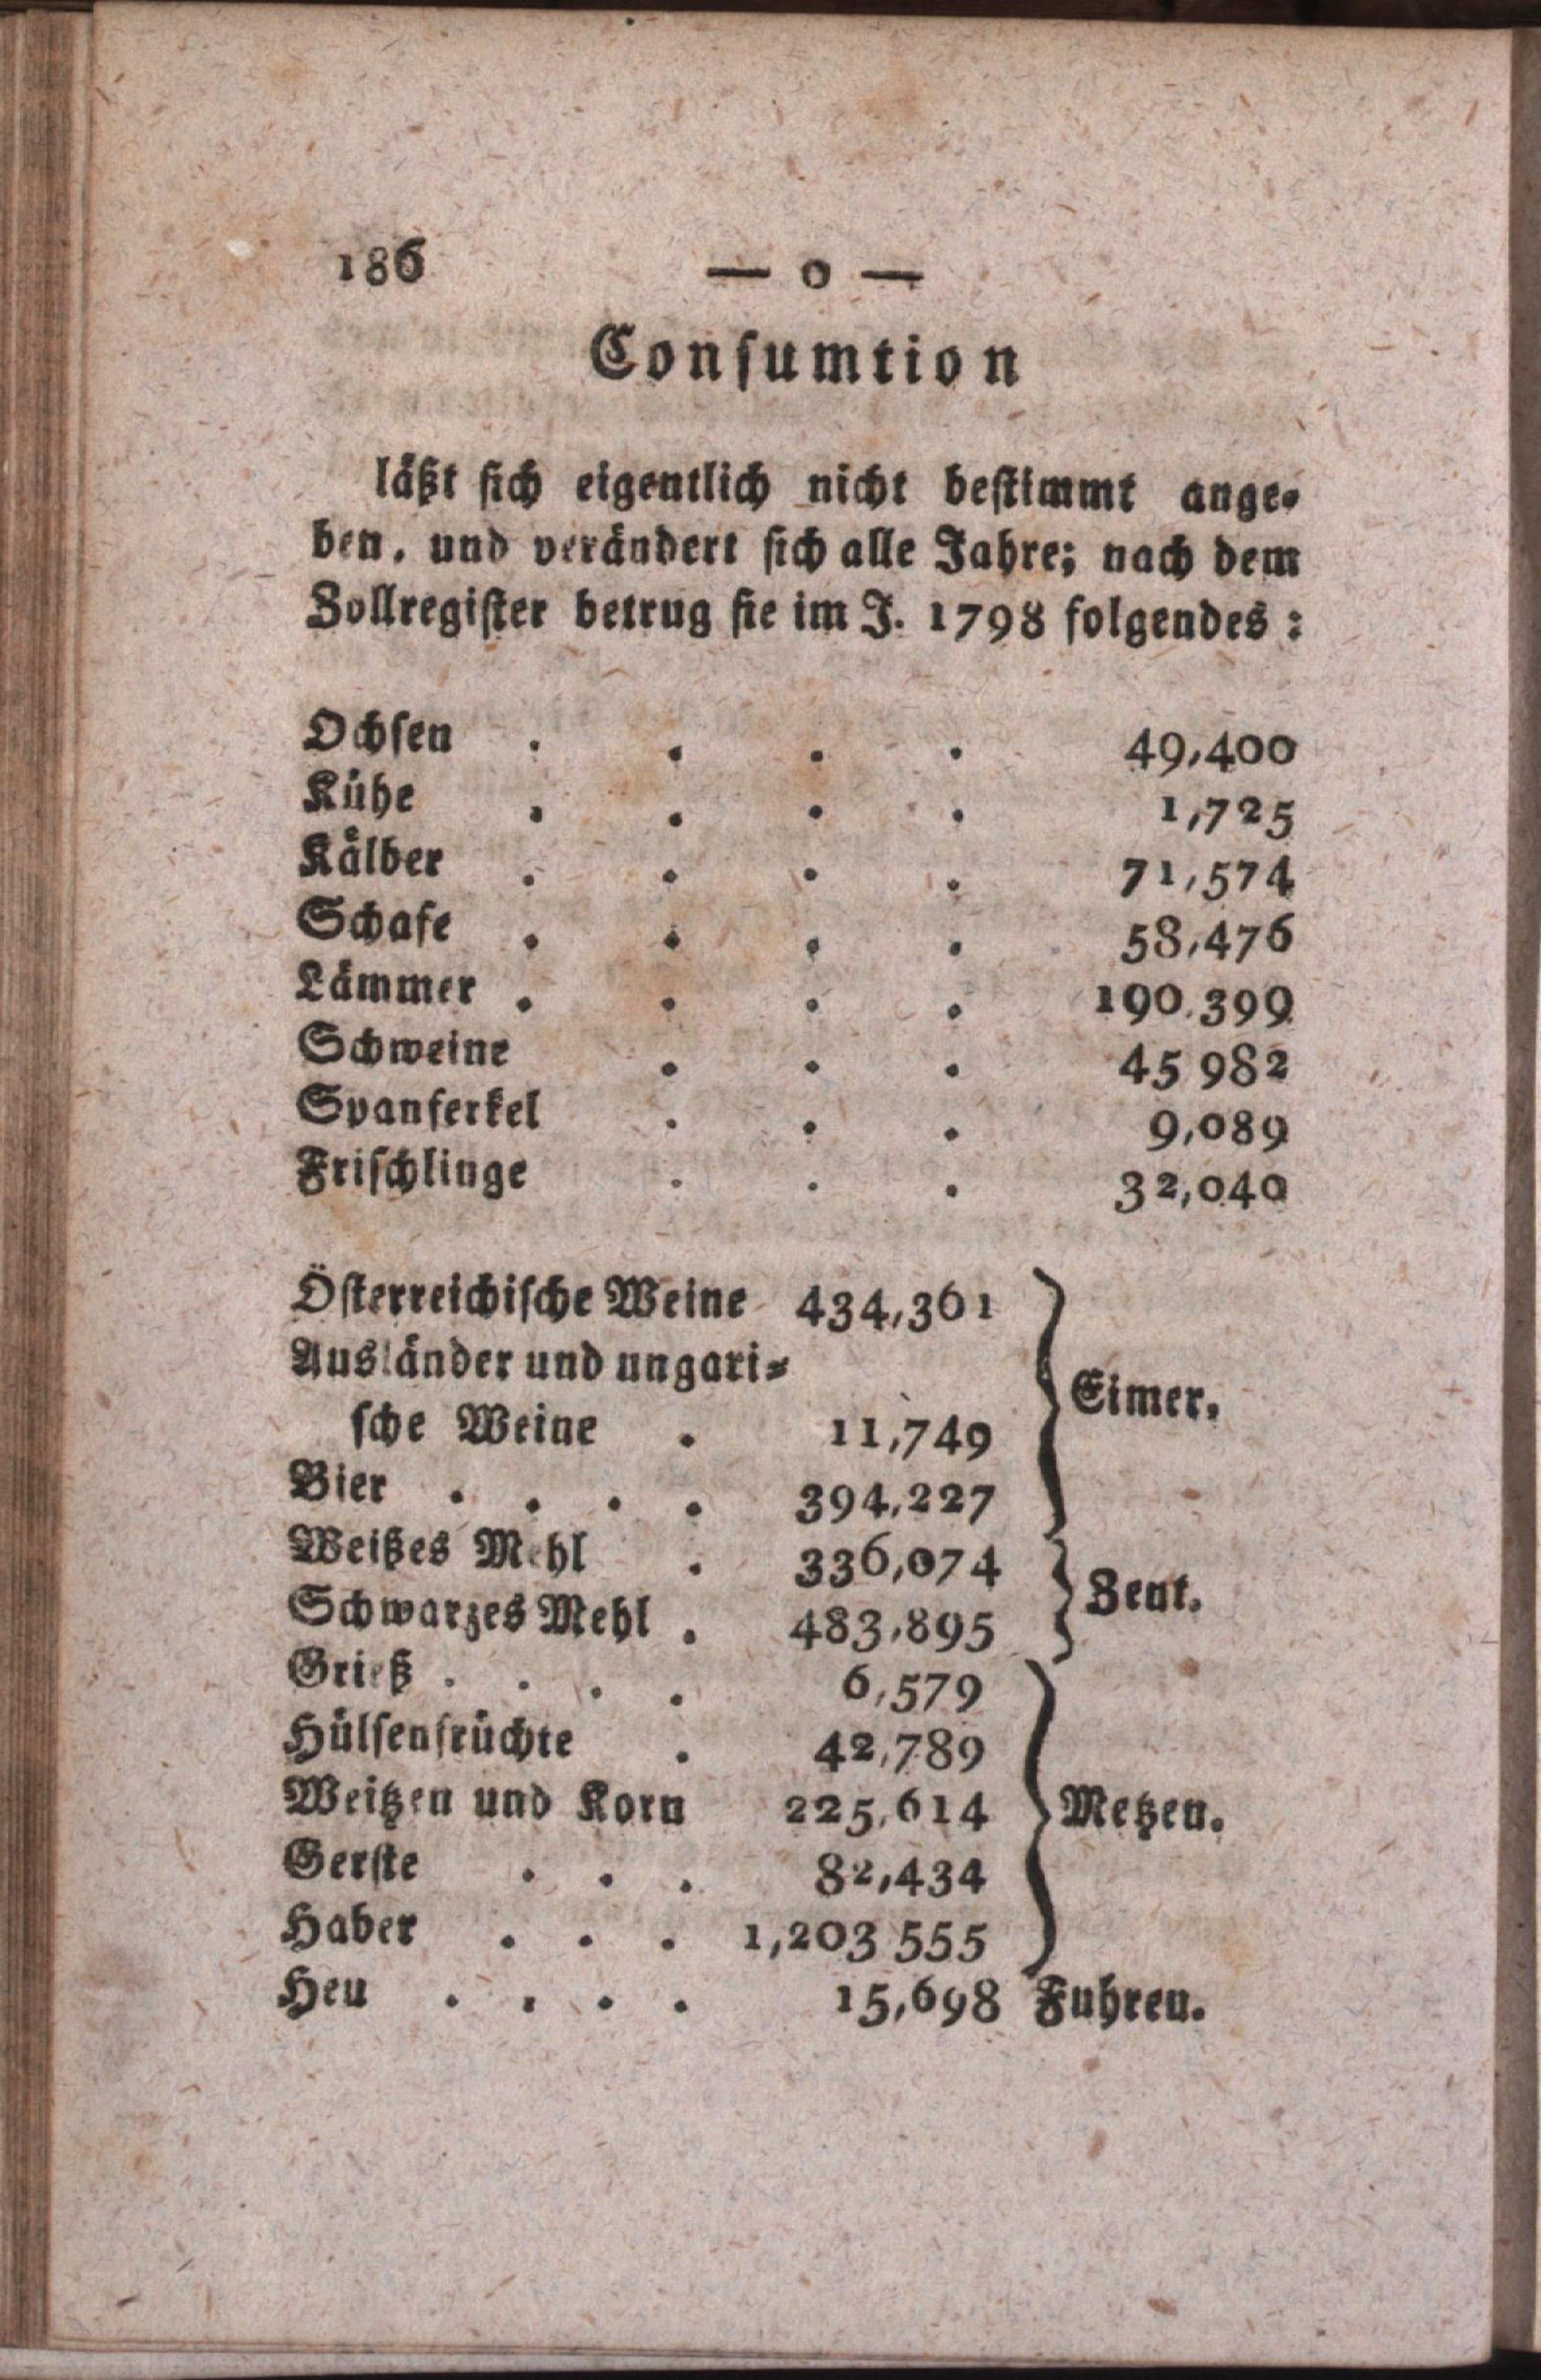 186 — o —
Consumtion
läßt sich eigentlich nicht bestimmt ange-
ben, und verändert sich alle Jahre; nach dem
Zollregister betrug sie im J. 1798 folgendes:
Ochsen . . . . 49,400
Kühe . . . . 1,725
Kälber . . . . 71,574
Schafe . . . . 58,476
Lämmer . . . . 190,399
Schweine . . . 45 982
Spanferkel . . . 9,089
Frischlinge . . . 32,040
Österreichische Weine 434,361
Ausländer und ungari-
sche Weine . 11,749
Eimer.
Bier . . . . 394,227
Weißes Mehl . 336,074
Schwarzes Mehl . 483,895
Zent.
Grieß . . . . 6,579
Hülsenfrüchte . 42,789
Weitzen und Korn 225,614
Metzen.
Gerste . . . 82,434
Haber . . . 1,203 555
Heu . . . . 15,698 Fuhren.